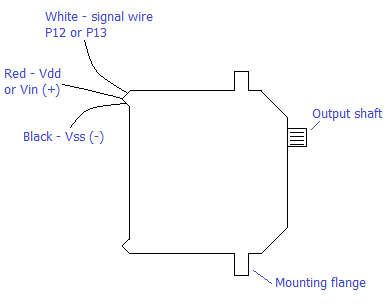 White - signal wire
P12 or P13
Red - Vdd
or Vin (+)
Output shaft
Black - Vss (-)
Mounting flange